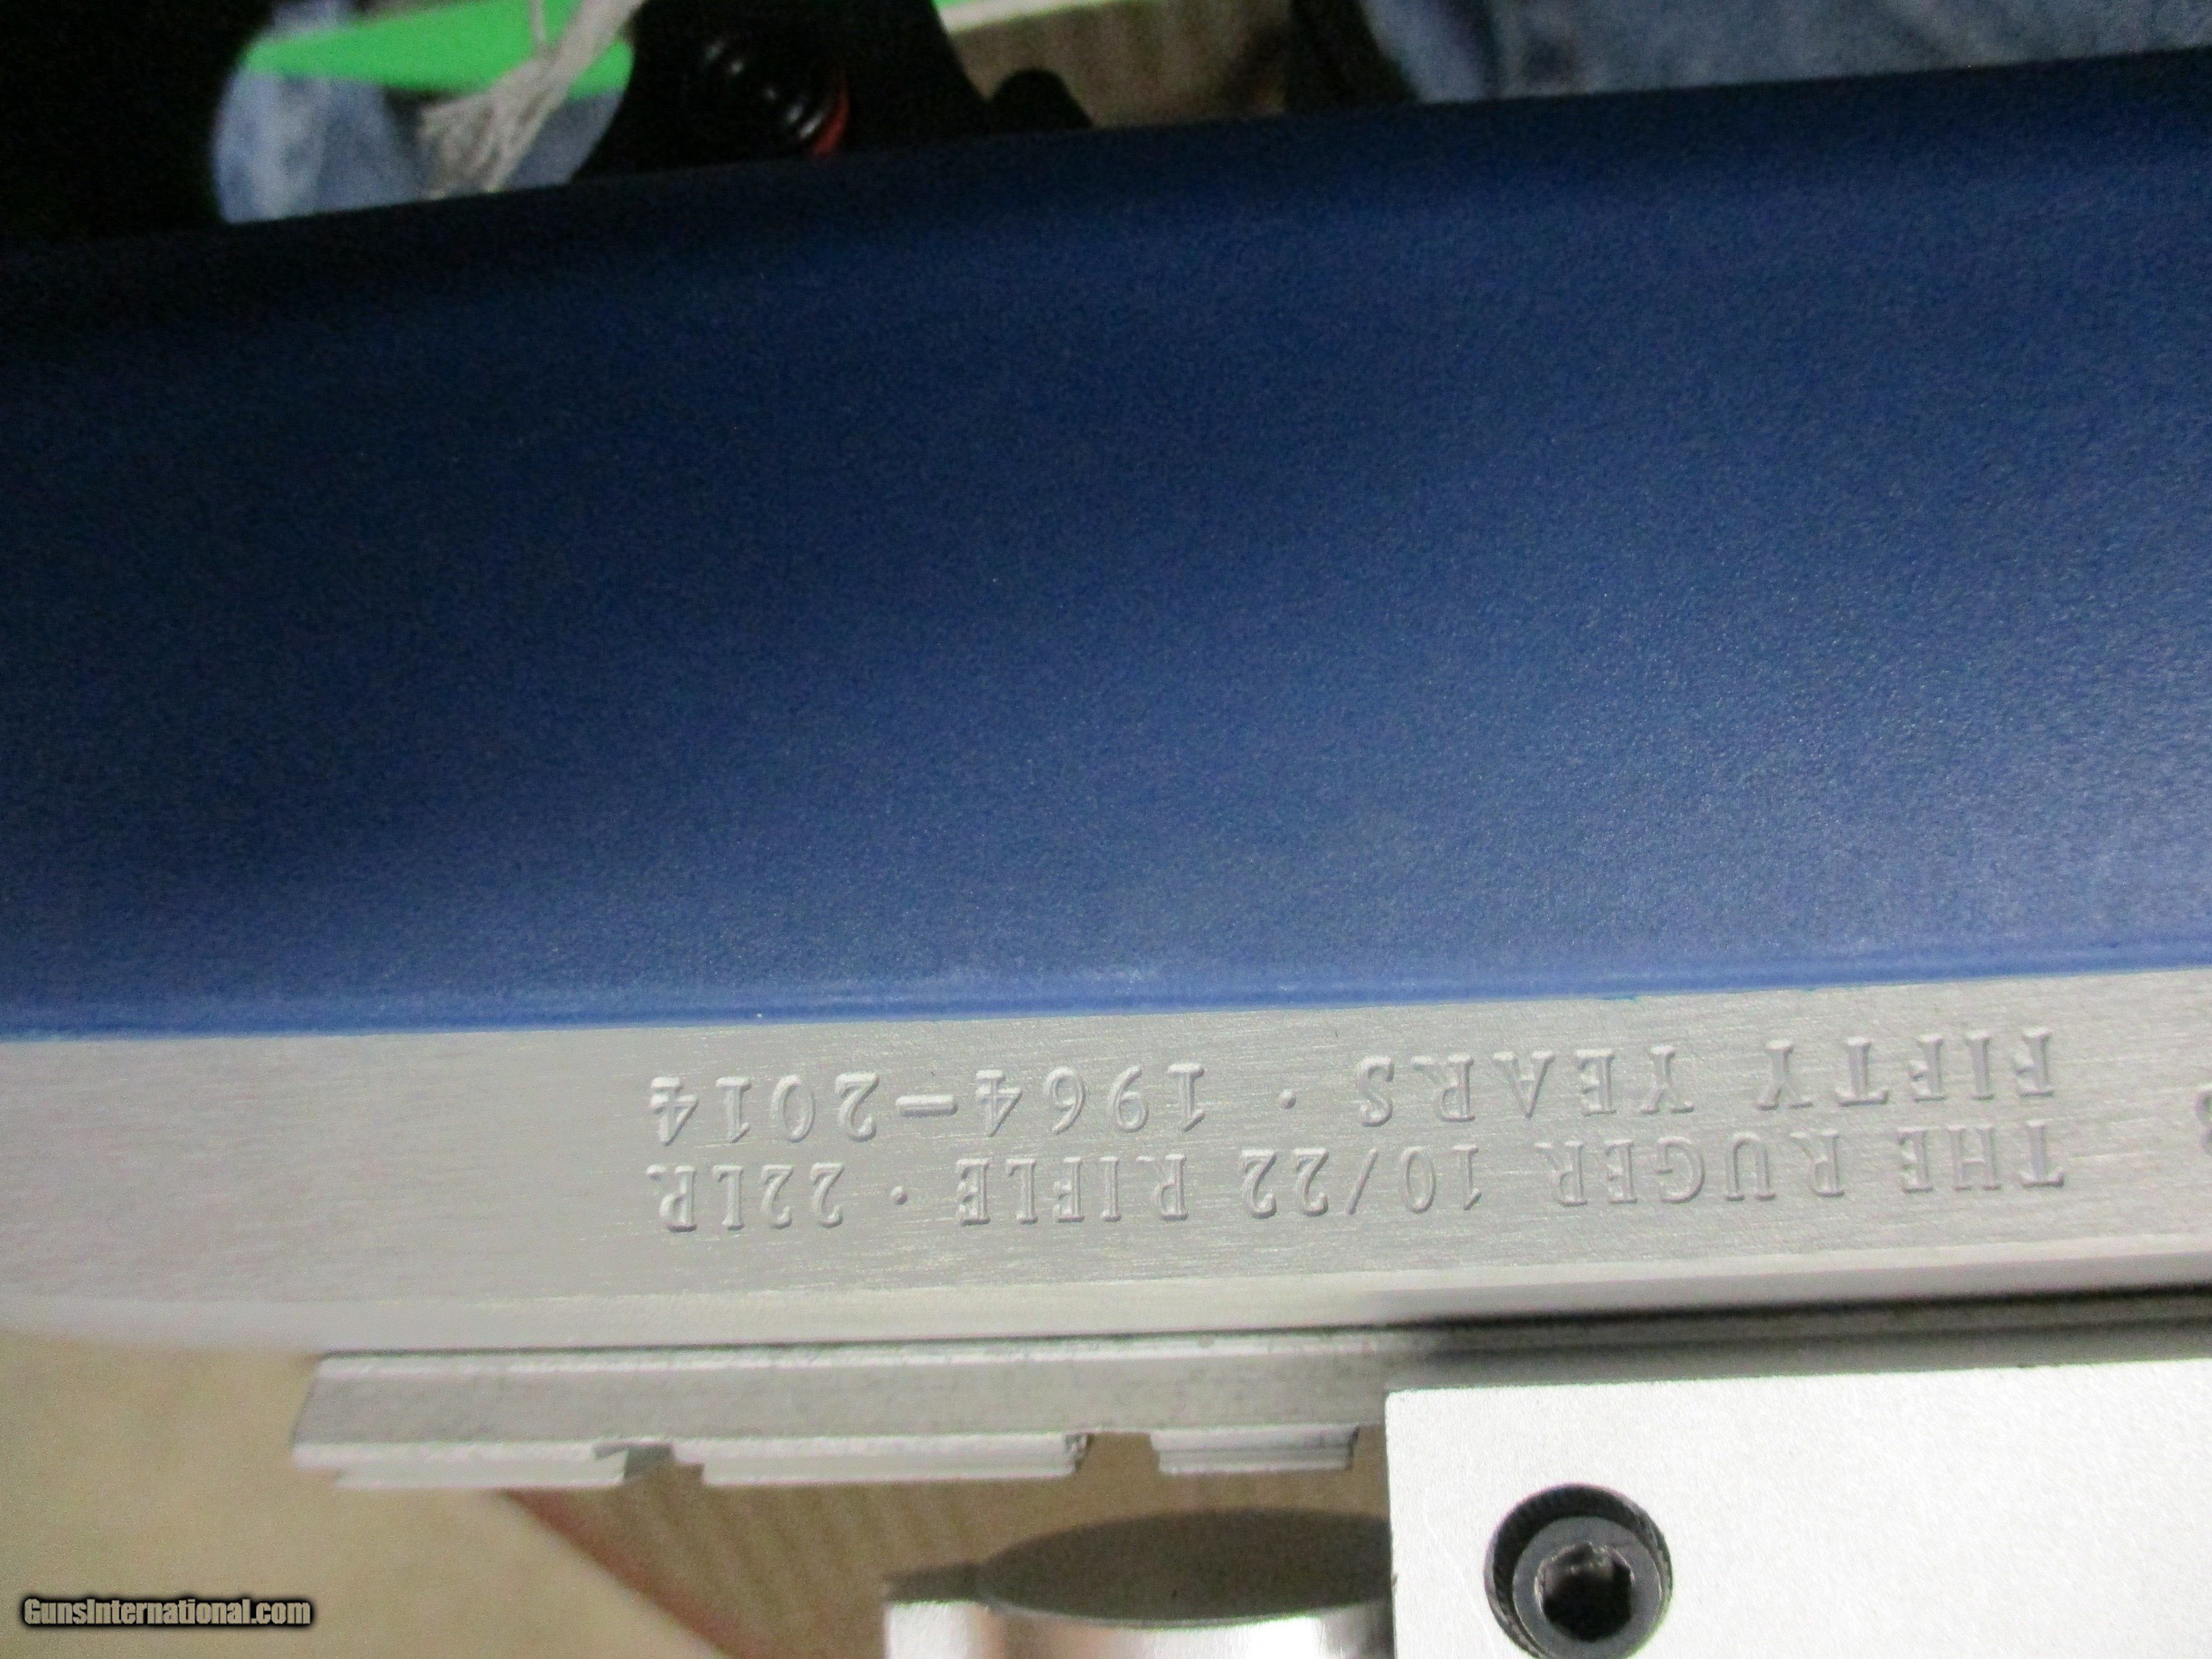 THE RUGER 10/22 RIFLE · 22LR
FIFTY YEARS · 1964-2014
GunsInternational.com